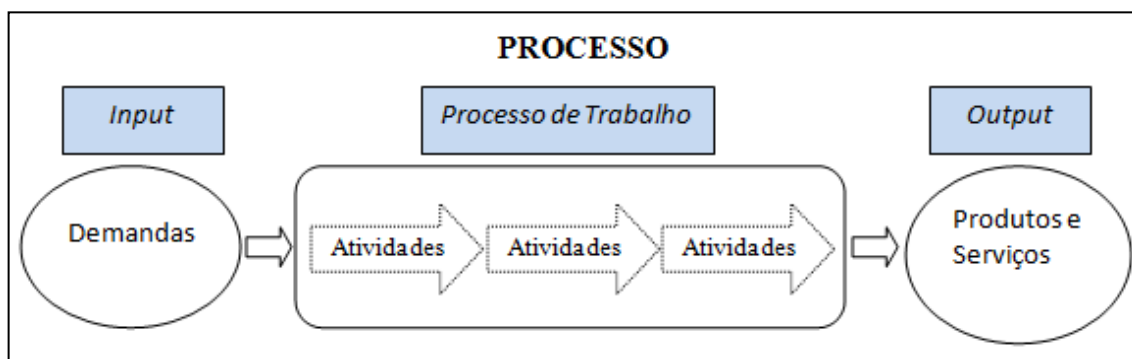 PROCESSO
Input
Processo de Trabalho
Output
Demandas
Atividades
Atividades
Atividades
Produtos e
Serviços